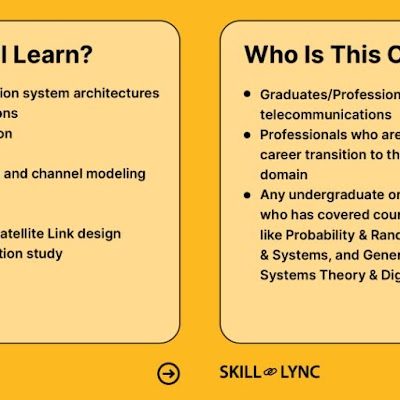 l Learn?
ion system architectures
ons
on
and channel modeling
atellite Link design
tion study
Who Is This C
Graduates/Profession
telecommunications
Professionals who are
career transition to th
domain
Any undergraduate or
who has covered cour
like Probability & Rand
& Systems, and Gener
Systems Theory & Dig
SKILL LYNC